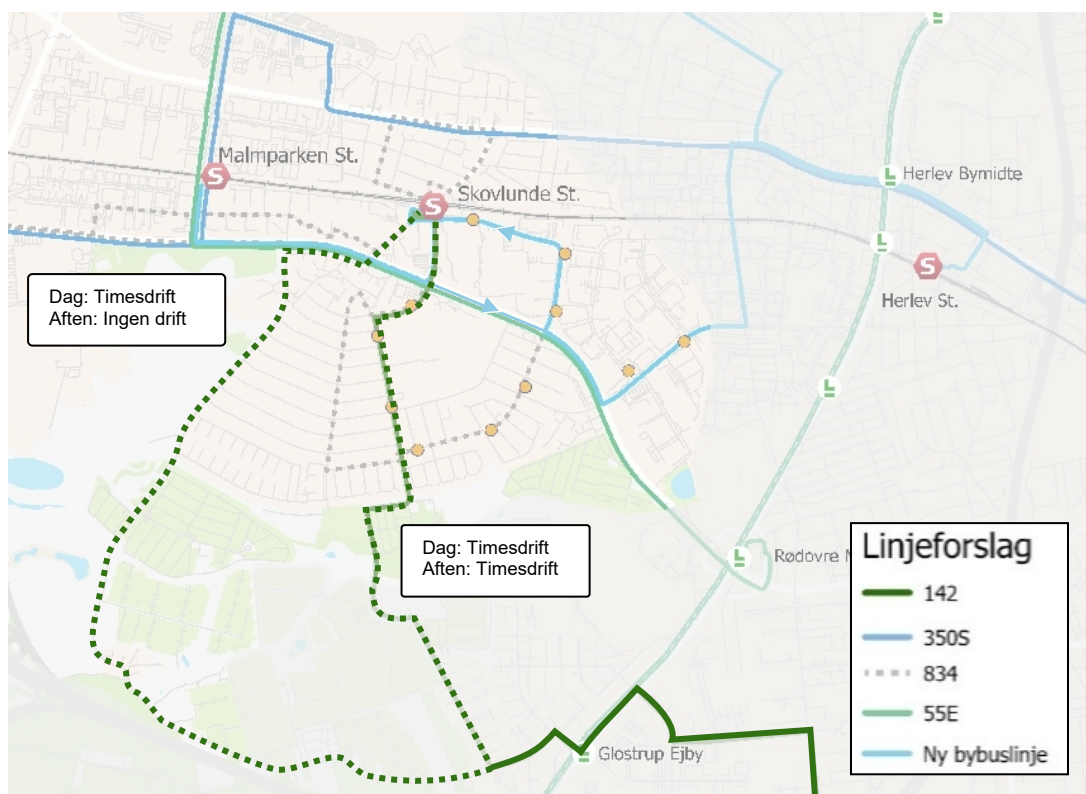 Malmparken St.
Skovlunde St.
Herlev Bymidte
Herlev St.
Dag: Timesdrift
Aften: Ingen drift
Dag: Timesdrift
Aften: Timesdrift
Rødovre
Glostrup Ejby
Linjeforslag
142
350S
834
55E
Ny bybuslinje